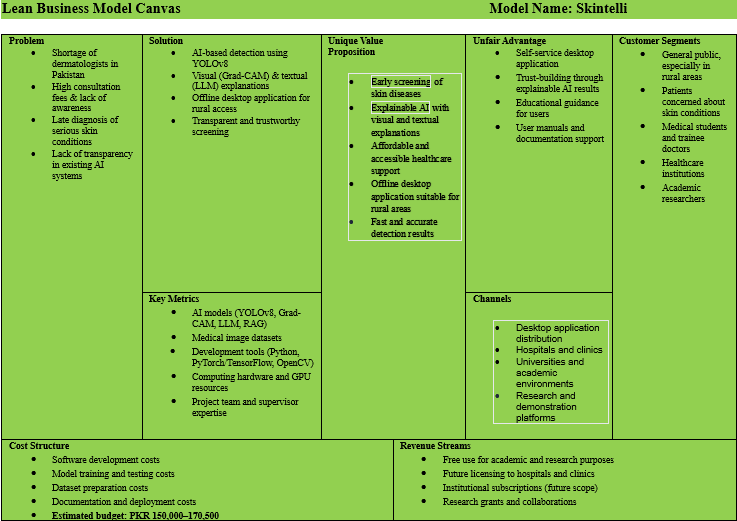 Lean Business Model Canvas Model Name: Skintelli
Problem
• Shortage of
dermatologists in
Pakistan
• High consultation
fees & lack of
awareness
• Late diagnosis of
serious skin
conditions
• Lack of transparency
in existing AI
systems
Solution
• AI-based detection using
YOLOv8
• Visual (Grad-CAM) & textual
(LLM) explanations
• Offline desktop application for
rural access
• Transparent and trustworthy
screening
Key Metrics
• AI models (YOLOv8, Grad-
CAM, LLM, RAG)
• Medical image datasets
• Development tools (Python,
PyTorch/TensorFlow, OpenCV)
• Computing hardware and GPU
resources
• Project team and supervisor
expertise
Unique Value
Proposition
• Early screening of
skin diseases
• Explainable AI with
visual and textual
explanations
• Affordable and
accessible healthcare
support
• Offline desktop
application suitable for
rural areas
• Fast and accurate
detection results
Unfair Advantage
• Self-service desktop
application
• Trust-building through
explainable AI results
• Educational guidance
for users
• User manuals and
documentation support
Channels
• Desktop application
distribution
• Hospitals and clinics
• Universities and
academic
environments
• Research and
demonstration
platforms
Customer Segments
• General public,
especially in
rural areas
• Patients
concerned about
skin conditions
• Medical students
and trainee
doctors
• Healthcare
institutions
• Academic
researchers
Cost Structure
• Software development costs
• Model training and testing costs
• Dataset preparation costs
• Documentation and deployment costs
• Estimated budget: PKR 150,000–170,500
Revenue Streams
• Free use for academic and research purposes
• Future licensing to hospitals and clinics
• Institutional subscriptions (future scope)
• Research grants and collaborations